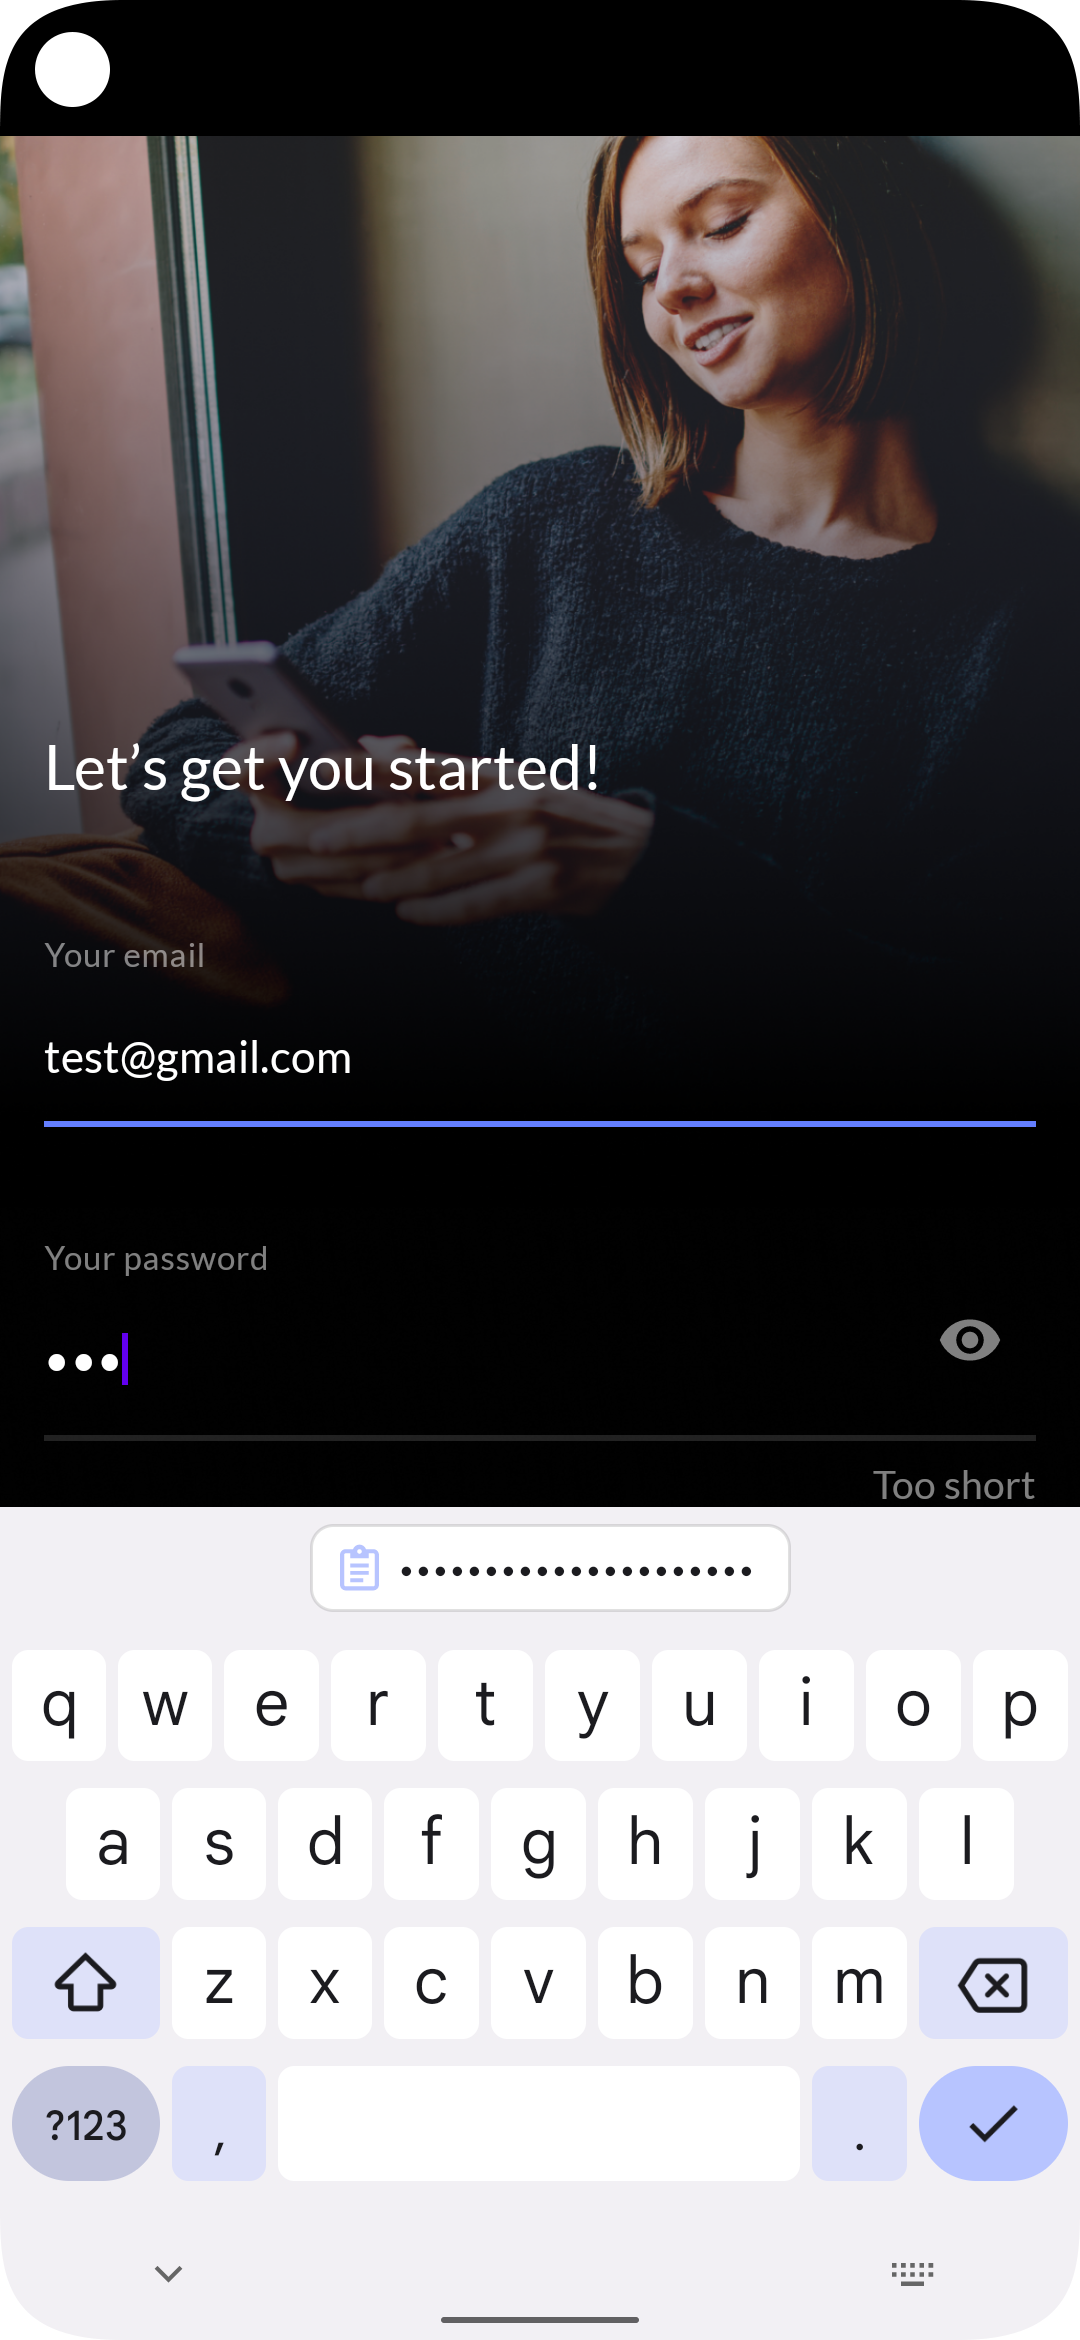 Let's get you started!
Your email
test@gmail.com
Your password
•••
Too short
•••••••••••••••••••••
q w e r t y u i o p
a s d f g h j k l
z x c v b n m
?123 , .